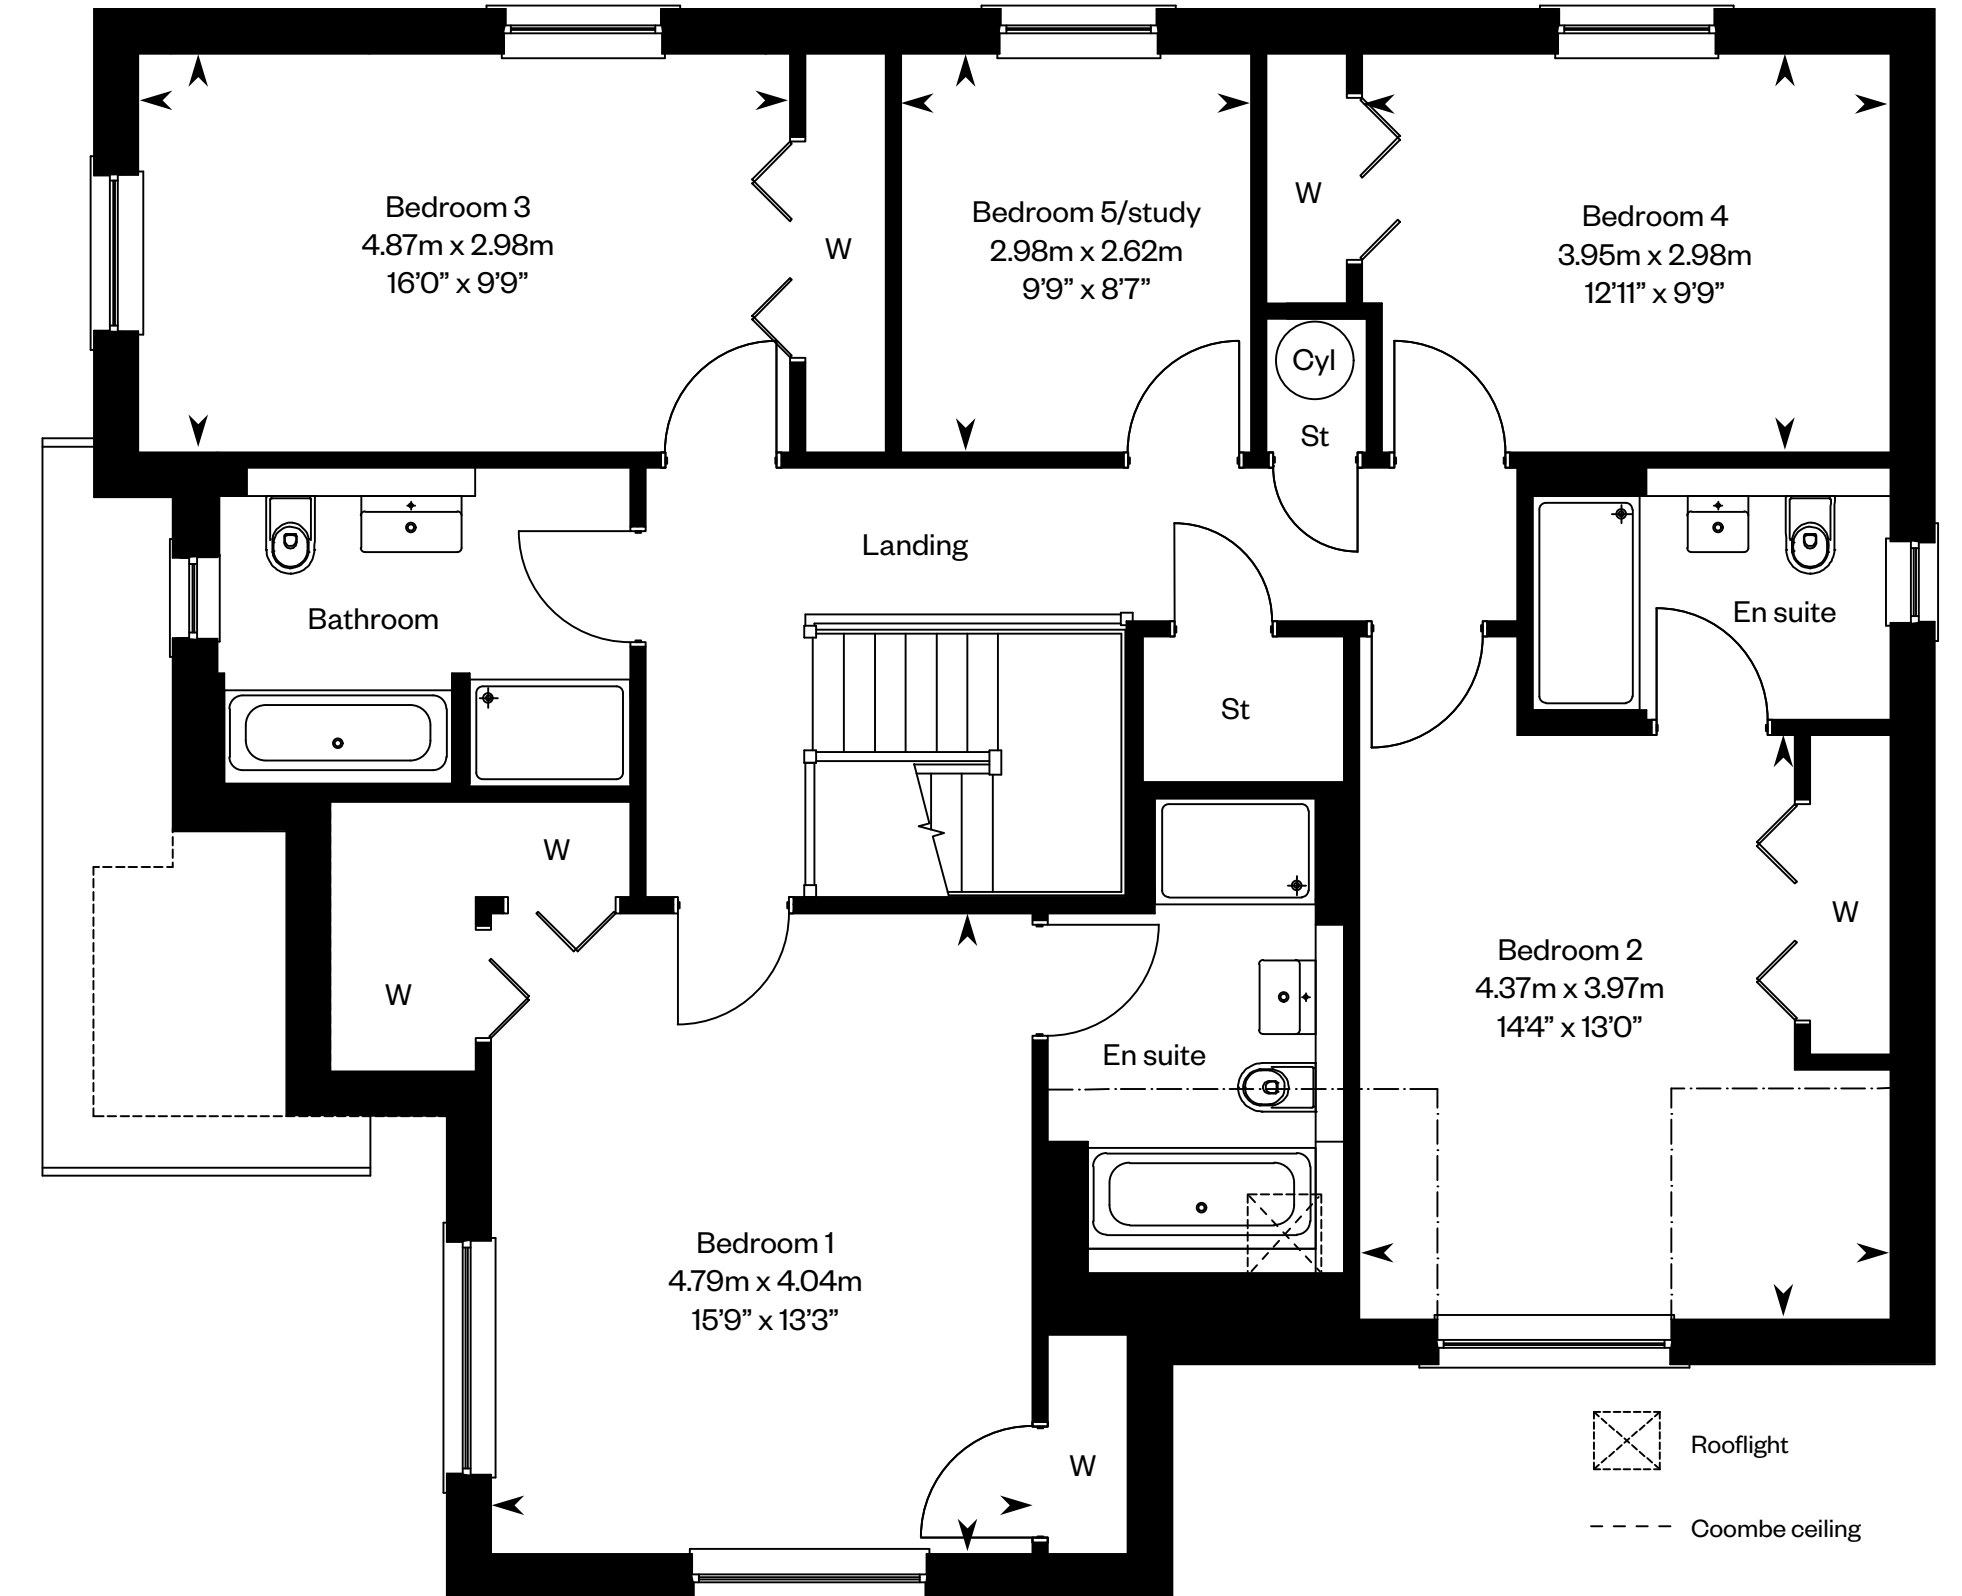 Bedroom 3
4.87m x 2.98m
16’0” x 9’9”
W
Bedroom 5/study
2.98m x 2.62m
9’9” x 8’7”
W
Bedroom 4
3.95m x 2.98m
12’11” x 9’9”
Cyl
St
Landing
Bathroom
En suite
St
W
W
W
Bedroom 2
4.37m x 3.97m
14’4” x 13’0”
En suite
Bedroom 1
4.79m x 4.04m
15’9” x 13’3”
W
Rooflight
Coombe ceiling